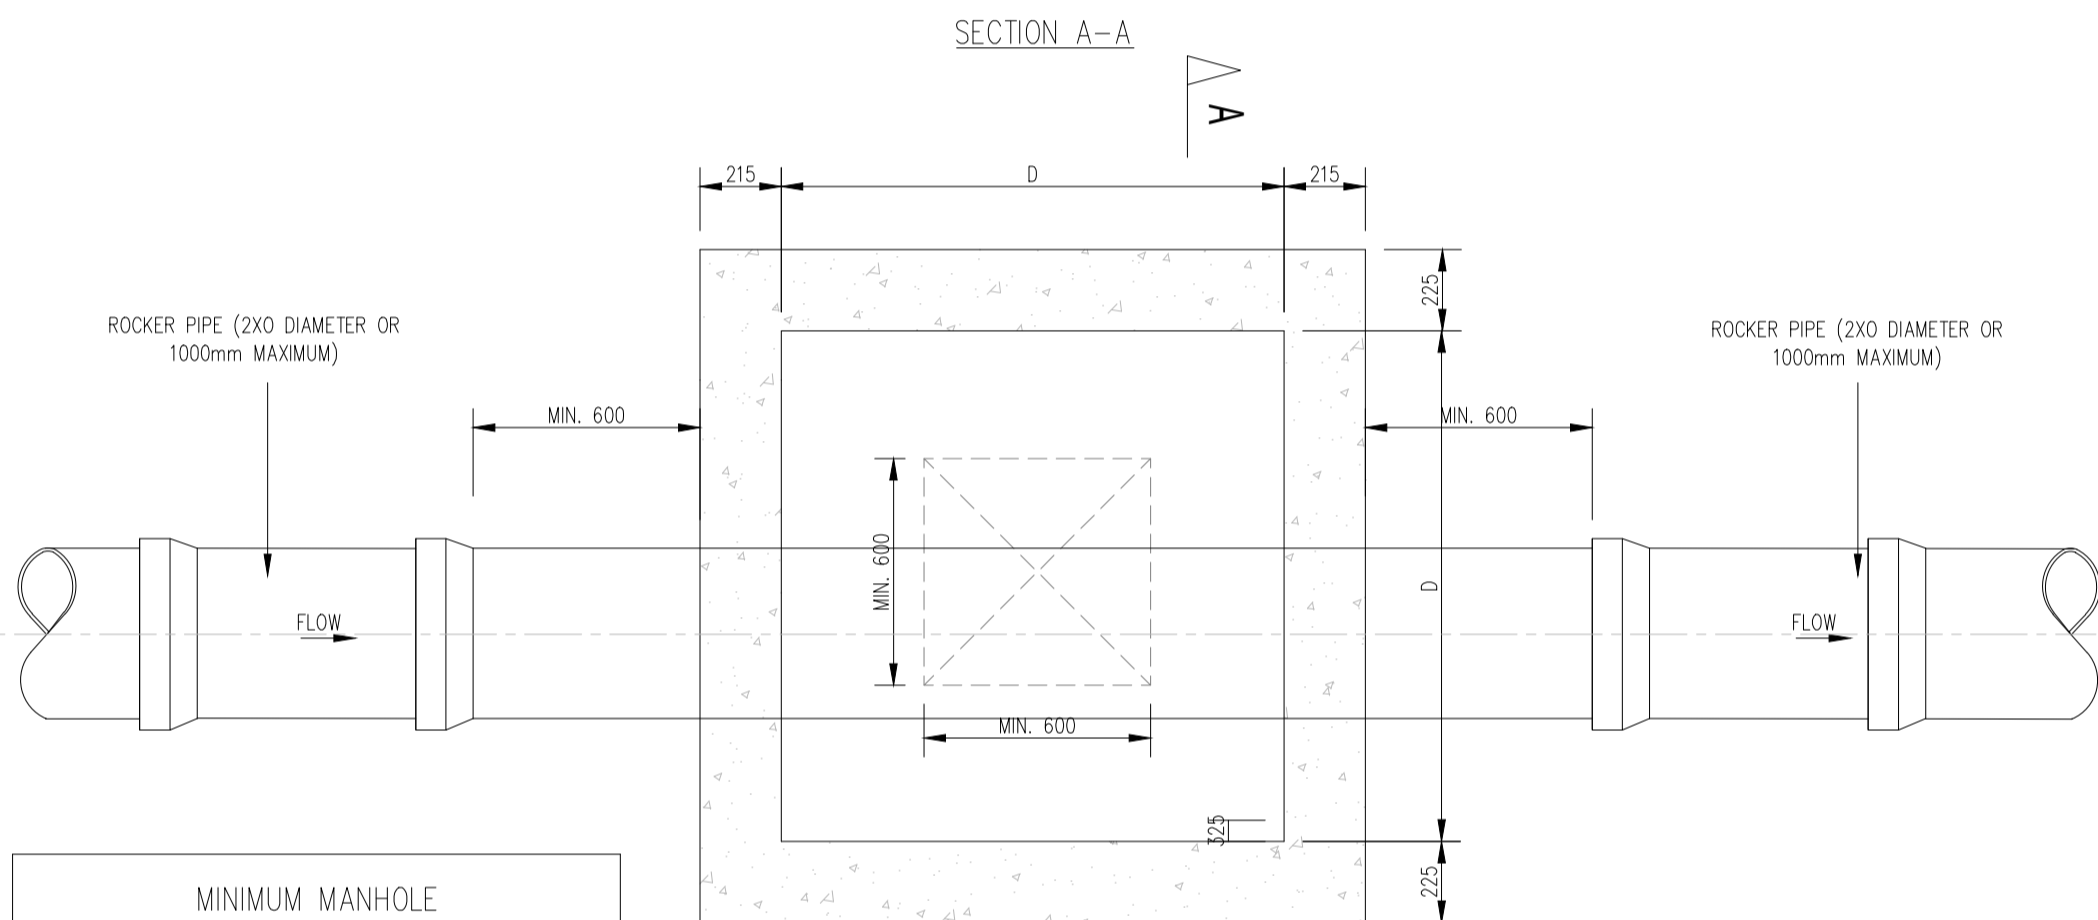 SECTION A-A
A
215
D
215
225
ROCKER PIPE (2XO DIAMETER OR
1000mm MAXIMUM)
ROCKER PIPE (2XO DIAMETER OR
1000mm MAXIMUM)
MIN. 600
MIN. 600
MIN. 600
D
FLOW
FLOW
MIN. 600
325
225
MINIMUM MANHOLE